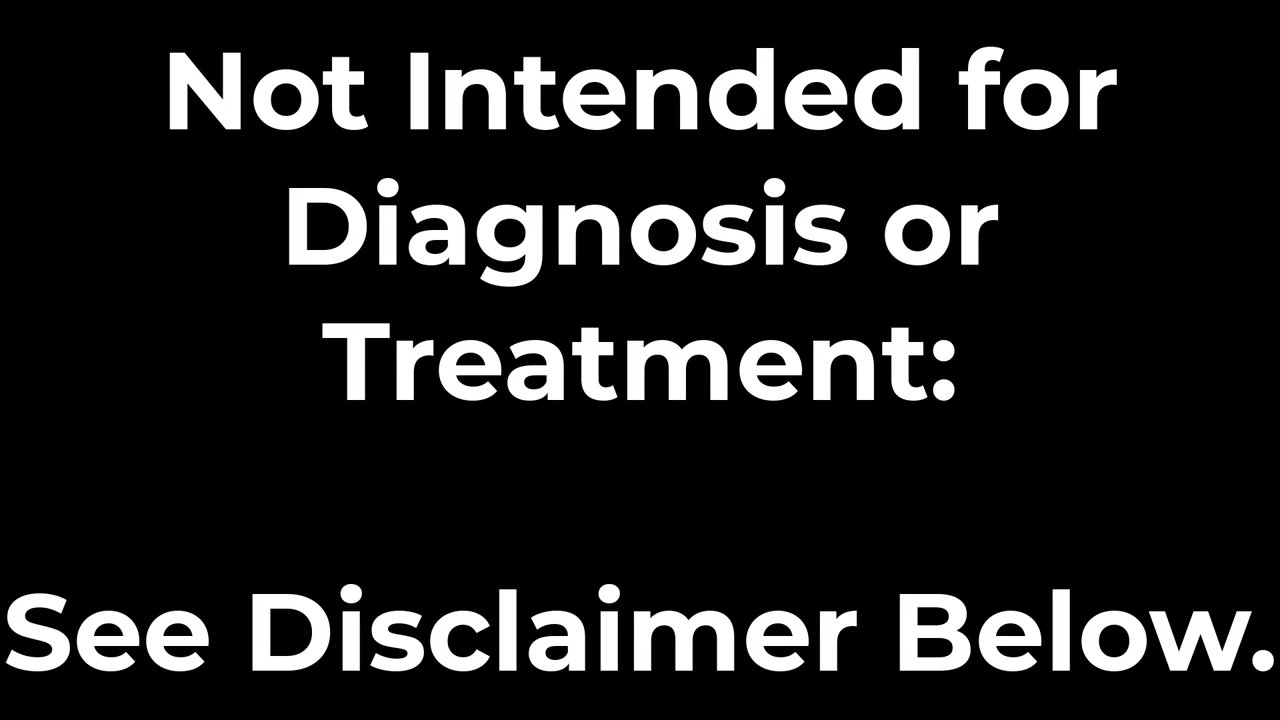 Not Intended for
Diagnosis or
Treatment:
See Disclaimer Below.